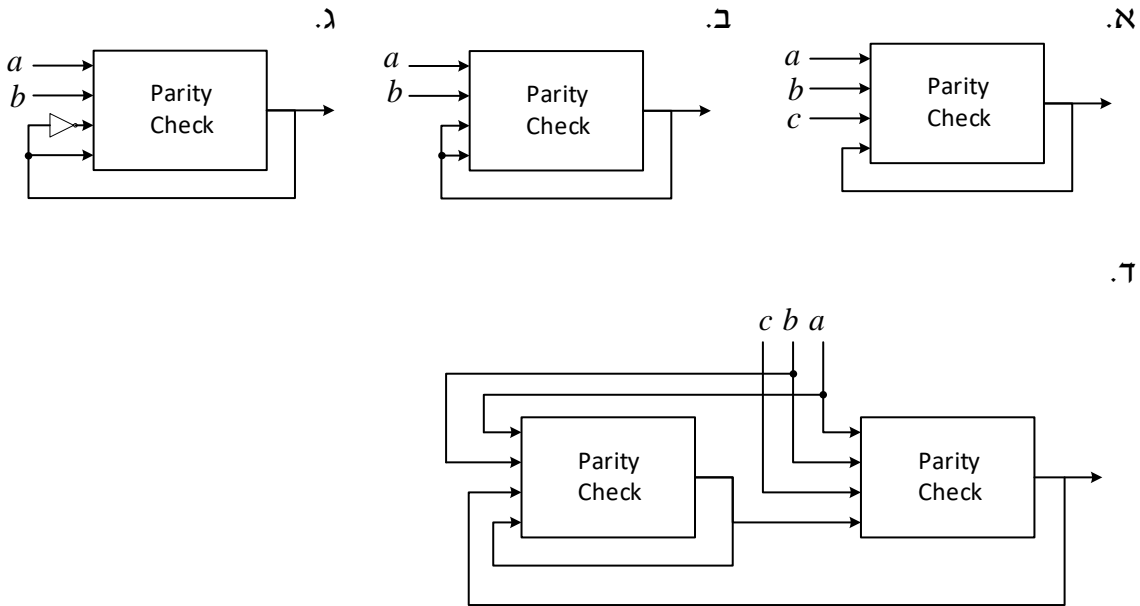 א.
a
b
c
Parity
Check
ב.
a
b
Parity
Check
ג.
a
b
Parity
Check
ד.
c b a
Parity
Check
Parity
Check